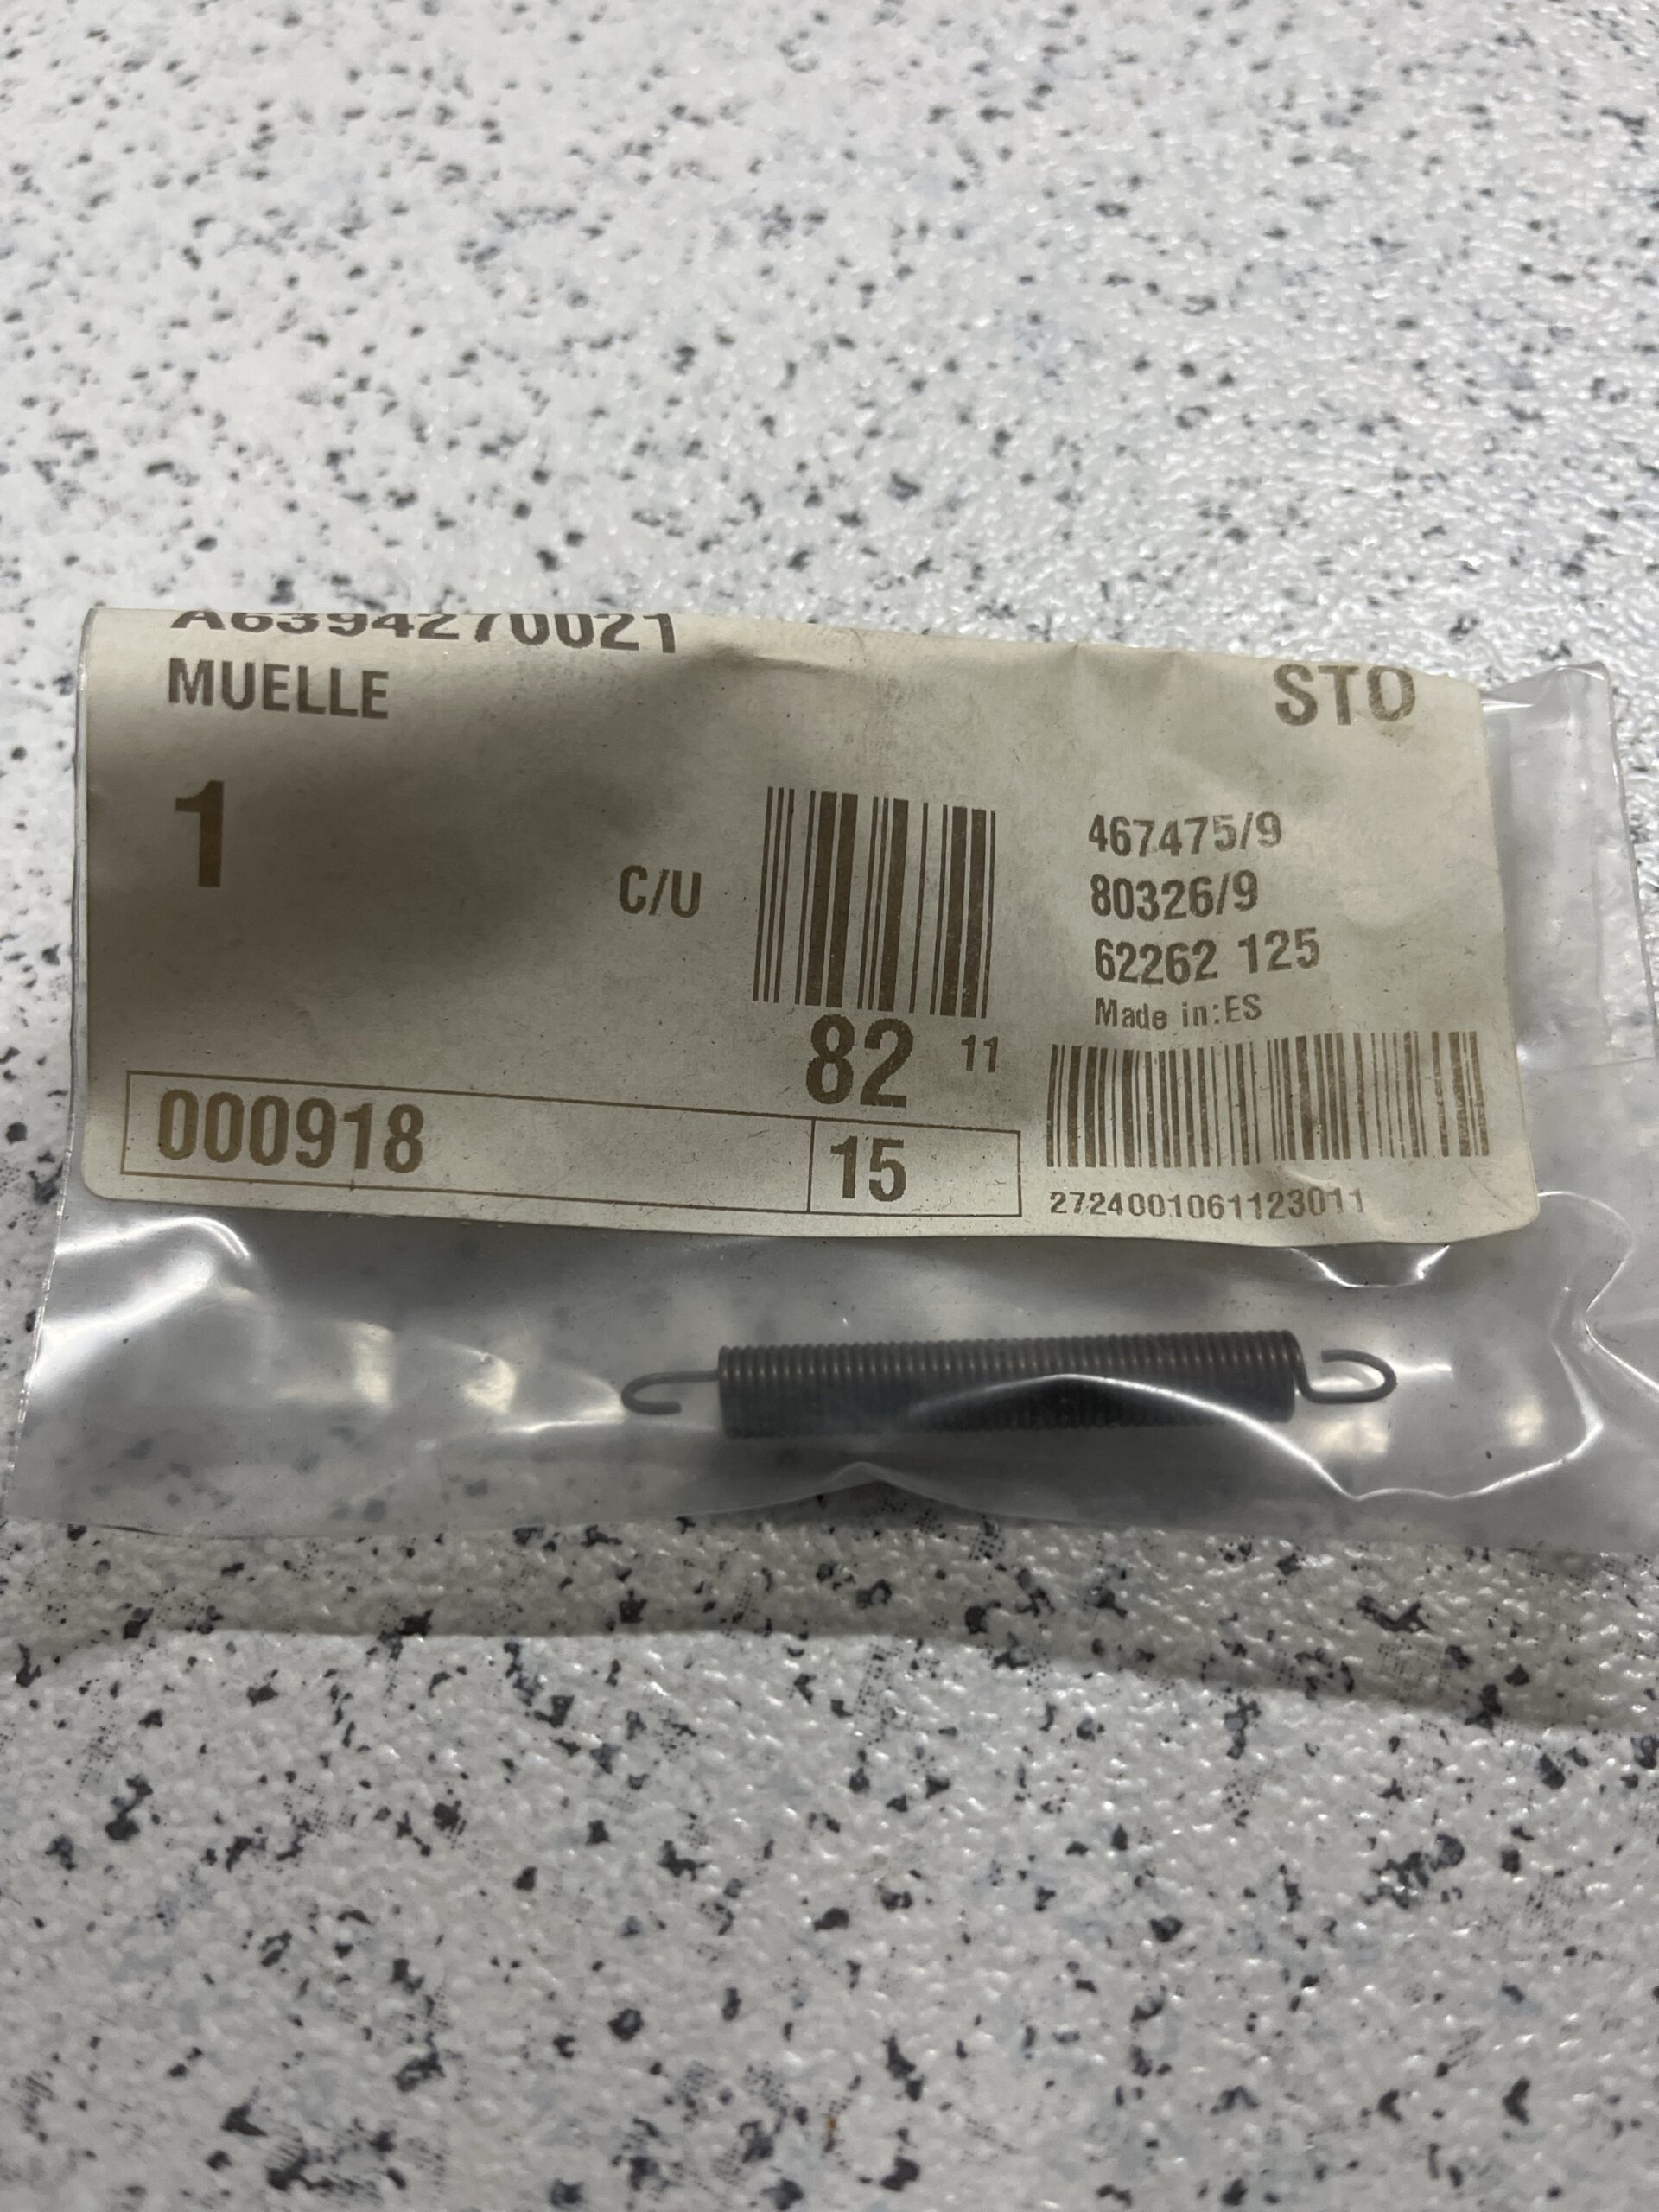 A6394270021
MUELLE
STO
1
C/U
467475/9
80326/9
62262 125
Made in:ES
82 11
000918
15
2724001061123011